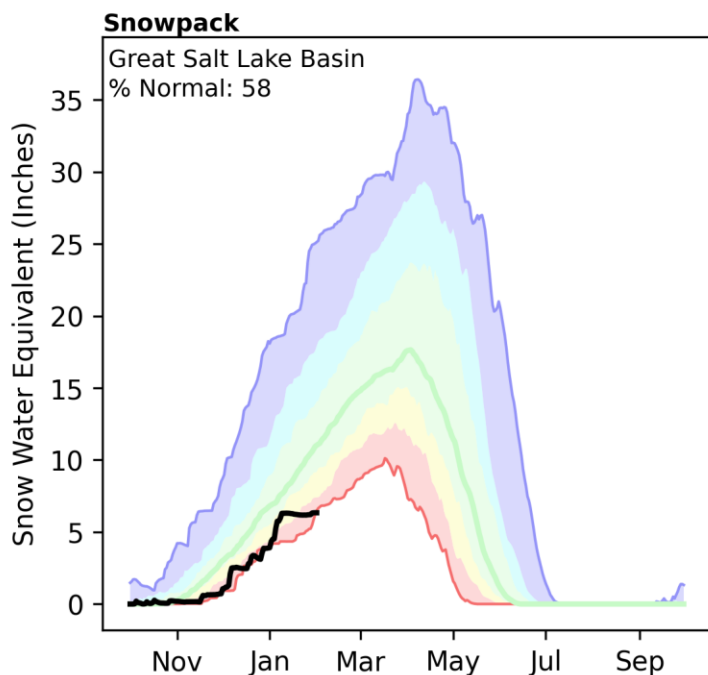 Snowpack
Great Salt Lake Basin
% Normal: 58
Snow Water Equivalent (Inches)
35
30
25
20
15
10
5
0
Nov Jan Mar May Jul Sep